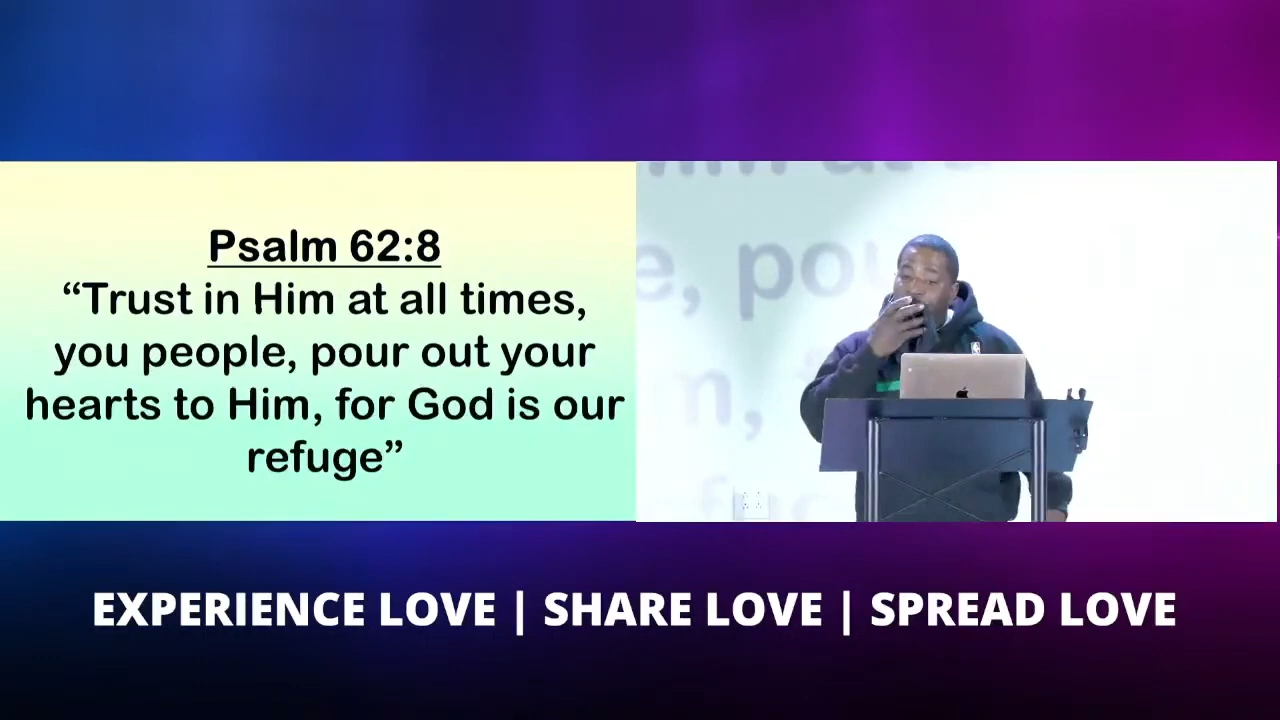 Psalm 62:8
“Trust in Him at all times,
you people, pour out your
hearts to Him, for God is our
refuge”
EXPERIENCE LOVE | SHARE LOVE | SPREAD LOVE